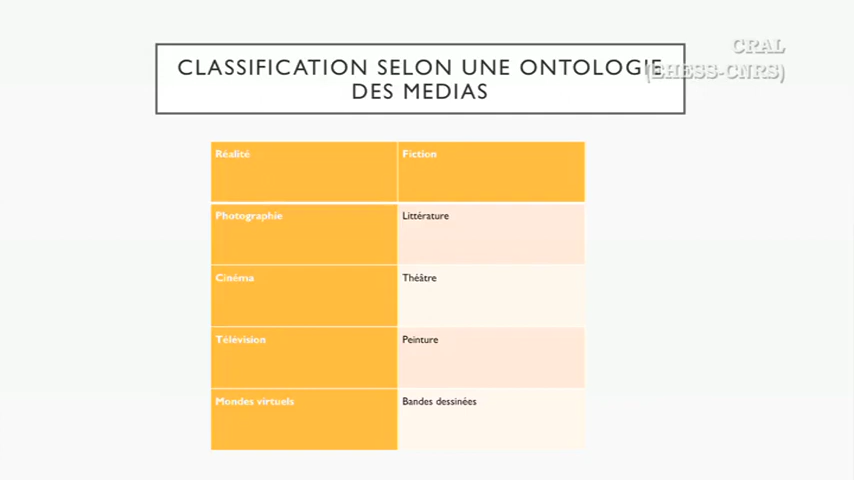 CLASSIFICATION SELON UNE ONTOLOGIE
DES MEDIAS
CRAL
(EHESS-CNRS)
Réalité
Fiction
Photographie
Littérature
Cinéma
Théâtre
Télévision
Peinture
Mondes virtuels
Bandes dessinées